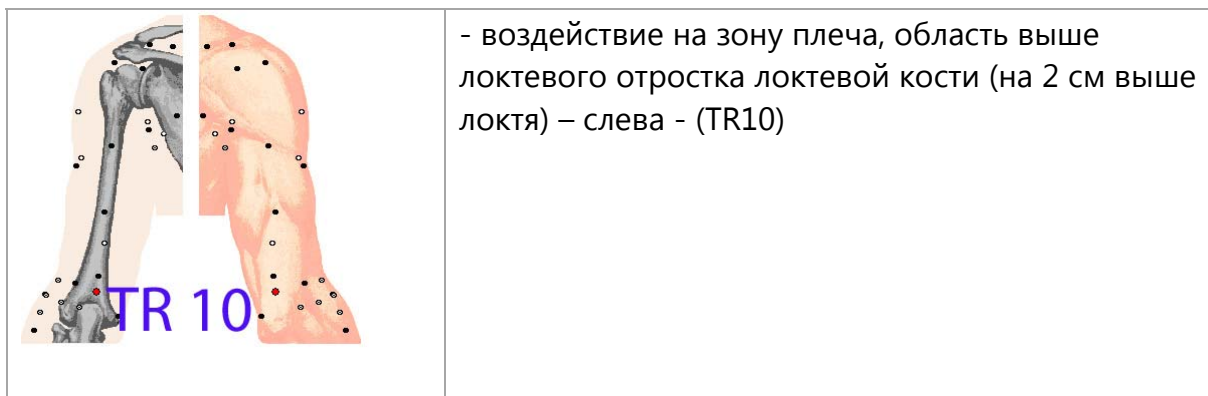 TR 10
- воздействие на зону плеча, область выше
локтевого отростка локтевой кости (на 2 см выше
локтя) – слева - (TR10)